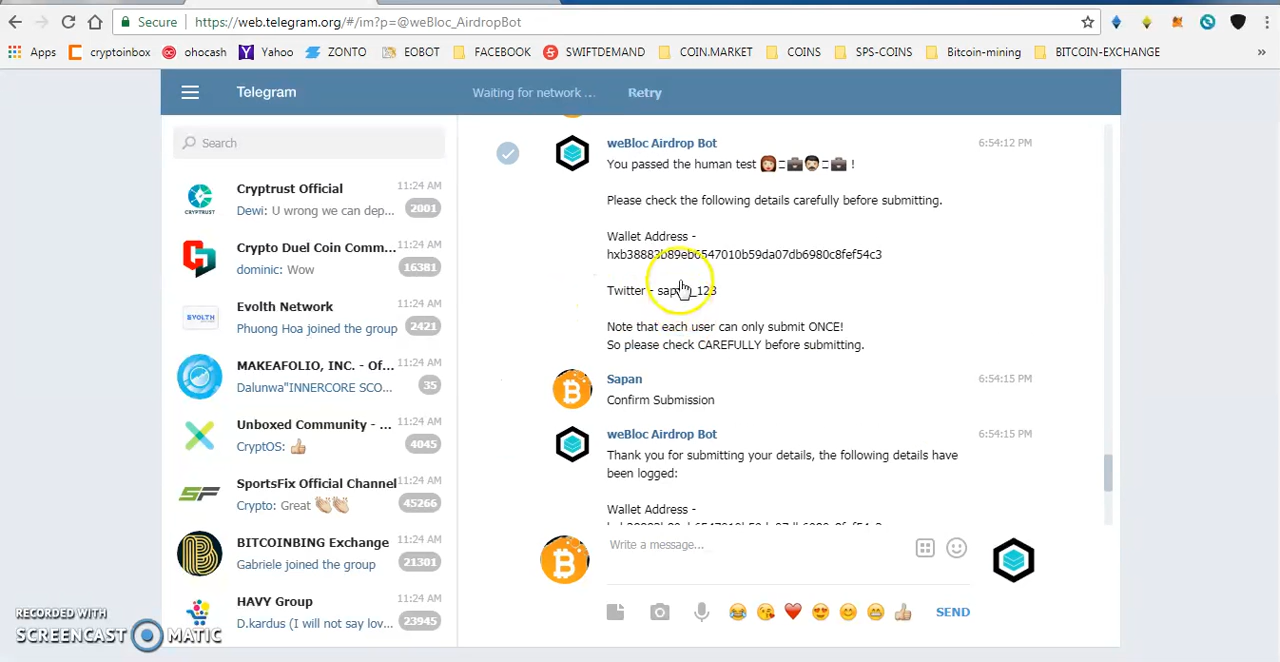 Secure https://web.telegram.org/#/im?p=@weBloc_AirdropBot
Apps cryptoinbox ohocash Yahoo ZONTO EOBOT FACEBOOK SWIFTDEMAND COIN.MARKET COINS SPS-COINS Bitcoin-mining BITCOIN-EXCHANGE »
Telegram Waiting for network ... Retry
Search
Cryptrust Official 11:24 AM
Dewi: U wrong we can dep... 2001
CRYPTRUST
Crypto Duel Coin Comm... 11:24 AM
dominic: Wow 16381
Evolth Network 11:24 AM
Phuong Hoa joined the group 2421
EVOLTH
MAKEAFOLIO, INC. - Of... 11:24 AM
Dalunwa"INNERCORE SCO... 35
Unboxed Community - ... 11:24 AM
CryptOS: 👍🏻 4045
SportsFix Official Channel 11:24 AM
Crypto: Great 👏🏻👏🏻 45266
SF
BITCOINBING Exchange 11:24 AM
Gabriele joined the group 21301
HAVY Group 11:24 AM
D.kardus (I will not say lov... 23945
weBloc Airdrop Bot 6:54:12 PM
You passed the human test 👩=💼👨=💼 !
Please check the following details carefully before submitting.
Wallet Address -
hxb38883b89eb6547010b59da07db6980c8fef54c3
Twitter -
Note that each user can only submit ONCE!
So please check CAREFULLY before submitting.
Sapan 6:54:15 PM
Confirm Submission
weBloc Airdrop Bot 6:54:15 PM
Thank you for submitting your details, the following details have
been logged:
Wallet Address -
Write a message...
SEND
RECORDED WITH
SCREENCAST MATIC